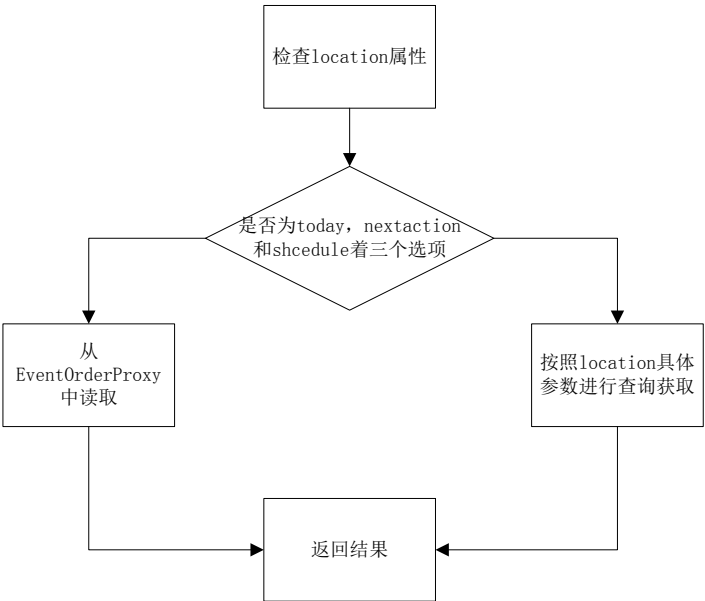 检查location属性
是否为today，nextaction
和shcedule着三个选项
从
EventOrderProxy
中读取
按照location具体
参数进行查询获取
返回结果